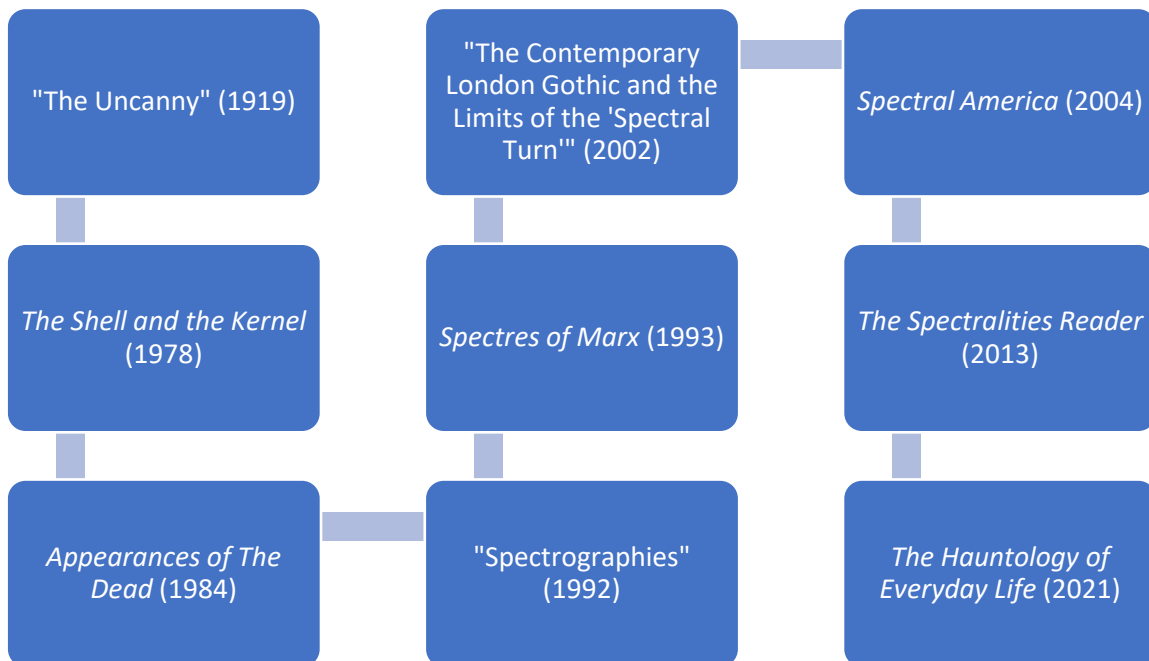 "The Uncanny" (1919)
The Shell and the Kernel
(1978)
Appearances of The
Dead (1984)
"Spectrographies"
(1992)
Spectres of Marx (1993)
"The Contemporary
London Gothic and the
Limits of the 'Spectral
Turn'" (2002)
Spectral America (2004)
The Spectralities Reader
(2013)
The Hauntology of
Everyday Life (2021)